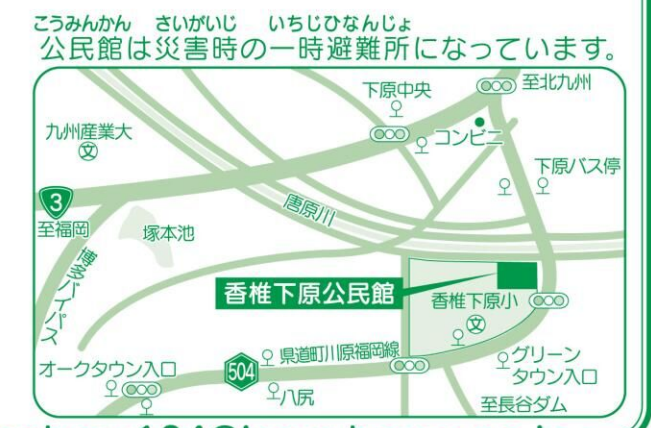 こうみんかん さいがいじ いちじひなんじょ
公民館は災害時の一時避難所になっています。
下原中央
至北九州
九州産業大
文
コンビニ
下原バス停
3
至福岡
塚本池
唐原川
博多バイパス
香椎下原公民館
香椎下原小
文
オークタウン入口
504
県道町川原福岡線
グリーン
タウン入口
八尻
至長谷ダム